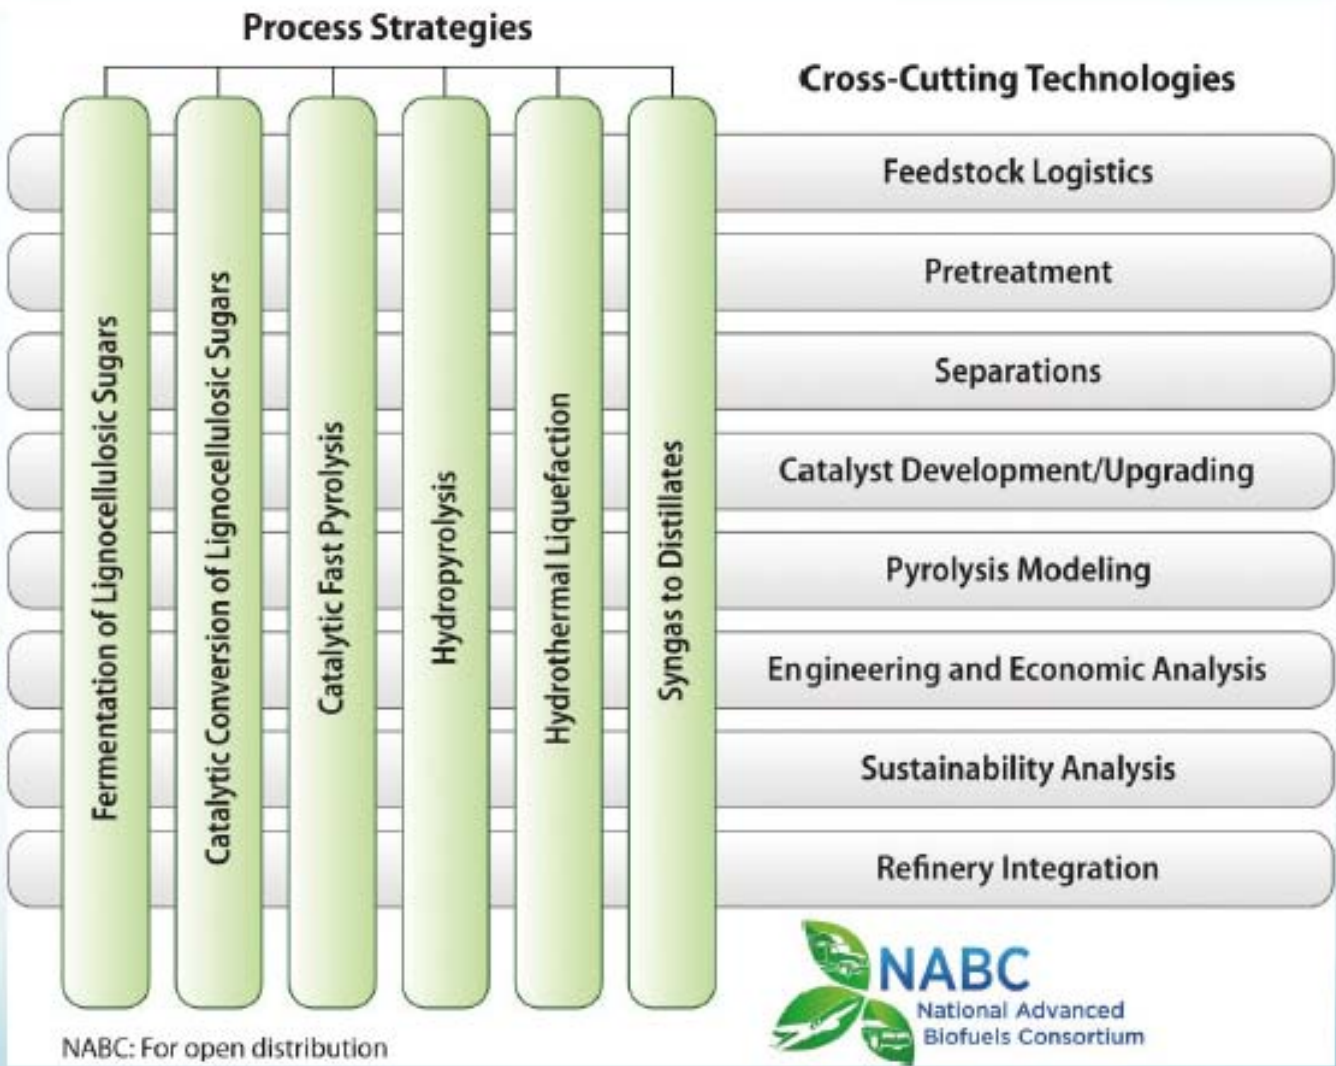 Process Strategies
Cross-Cutting Technologies
Fermentation of Lignocellulosic Sugars
Catalytic Conversion of Lignocellulosic Sugars
Catalytic Fast Pyrolysis
Hydropyrolysis
Hydrothermal Liquefaction
Syngas to Distillates
Feedstock Logistics
Pretreatment
Separations
Catalyst Development/Upgrading
Pyrolysis Modeling
Engineering and Economic Analysis
Sustainability Analysis
Refinery Integration
NABC
National Advanced
Biofuels Consortium
NABC: For open distribution